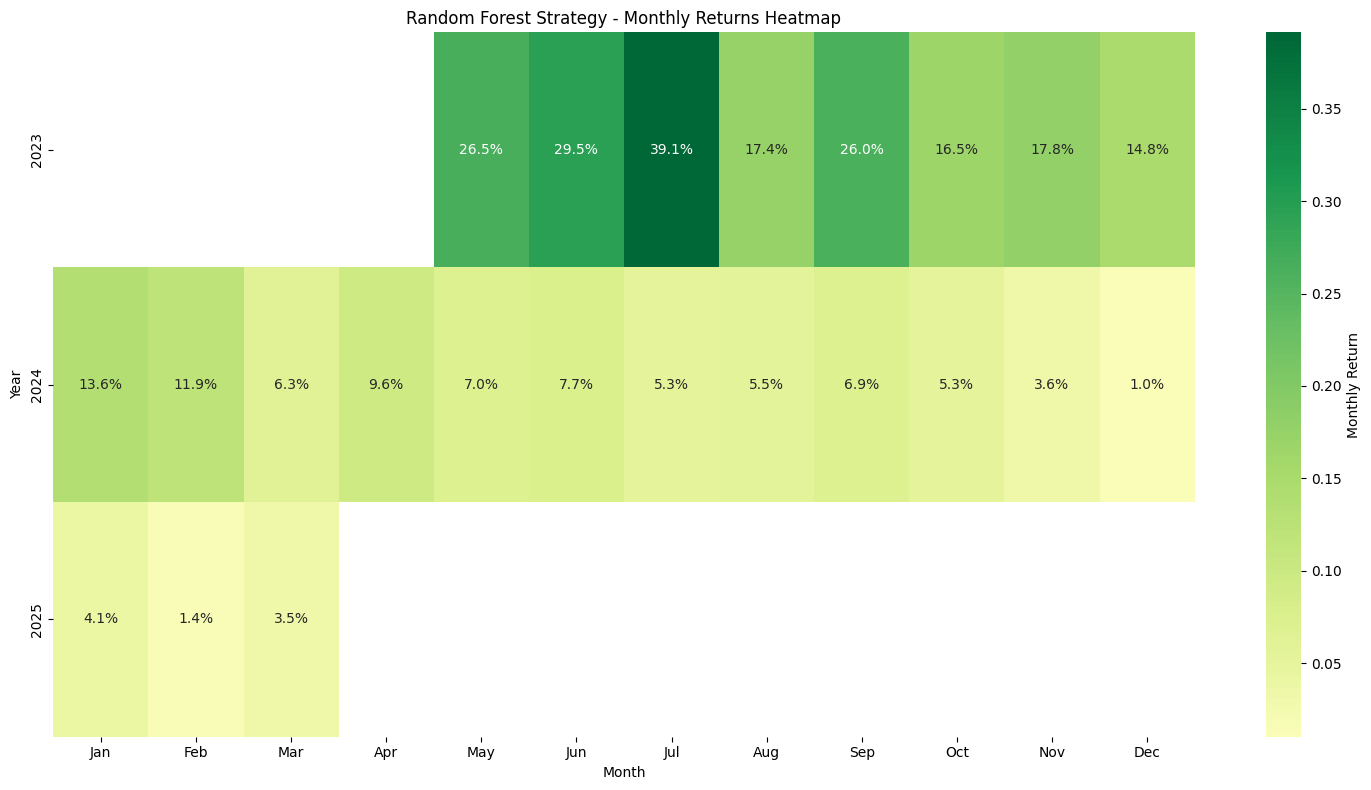 Random Forest Strategy - Monthly Returns Heatmap
Year
2023
26.5% 29.5% 39.1% 17.4% 26.0% 16.5% 17.8% 14.8%
2024
13.6% 11.9% 6.3% 9.6% 7.0% 7.7% 5.3% 5.5% 6.9% 5.3% 3.6% 1.0%
2025
4.1% 1.4% 3.5%
Jan Feb Mar Apr May Jun Jul Aug Sep Oct Nov Dec
Month
0.35
0.30
0.25
0.20
0.15
0.10
0.05
Monthly Return